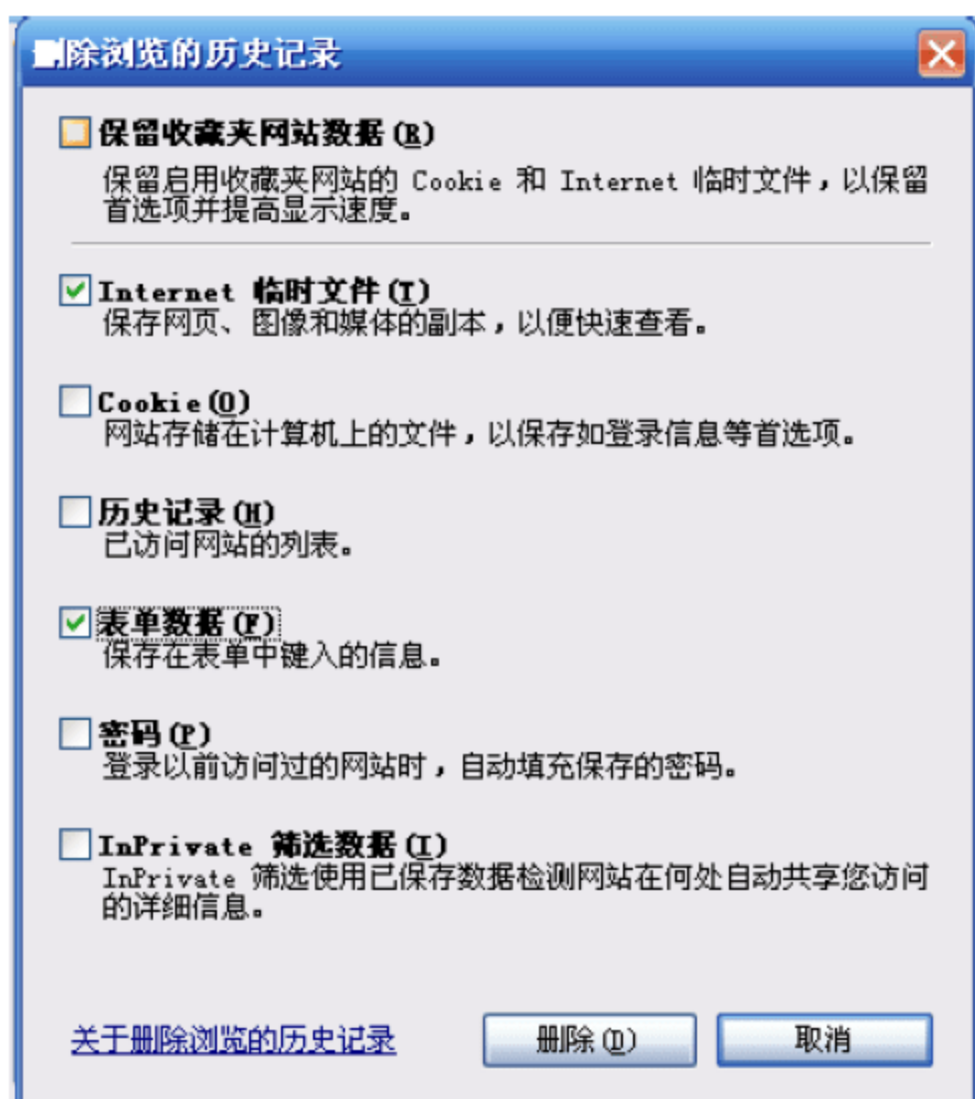 删除浏览的历史记录
保留收藏夹网站数据(R)
保留启用收藏夹网站的 Cookie 和 Internet 临时文件，以保留
首选项并提高显示速度。
Internet 临时文件(T)
保存网页、图像和媒体的副本，以便快速查看。
Cookie(O)
网站存储在计算机上的文件，以保存如登录信息等首选项。
历史记录(H)
已访问网站的列表。
表单数据(F)
保存在表单中键入的信息。
密码(P)
登录以前访问过的网站时，自动填充保存的密码。
InPrivate 筛选数据(I)
InPrivate 筛选使用已保存数据检测网站在何处自动共享您访问
的详细信息。
关于删除浏览的历史记录
删除(D)
取消